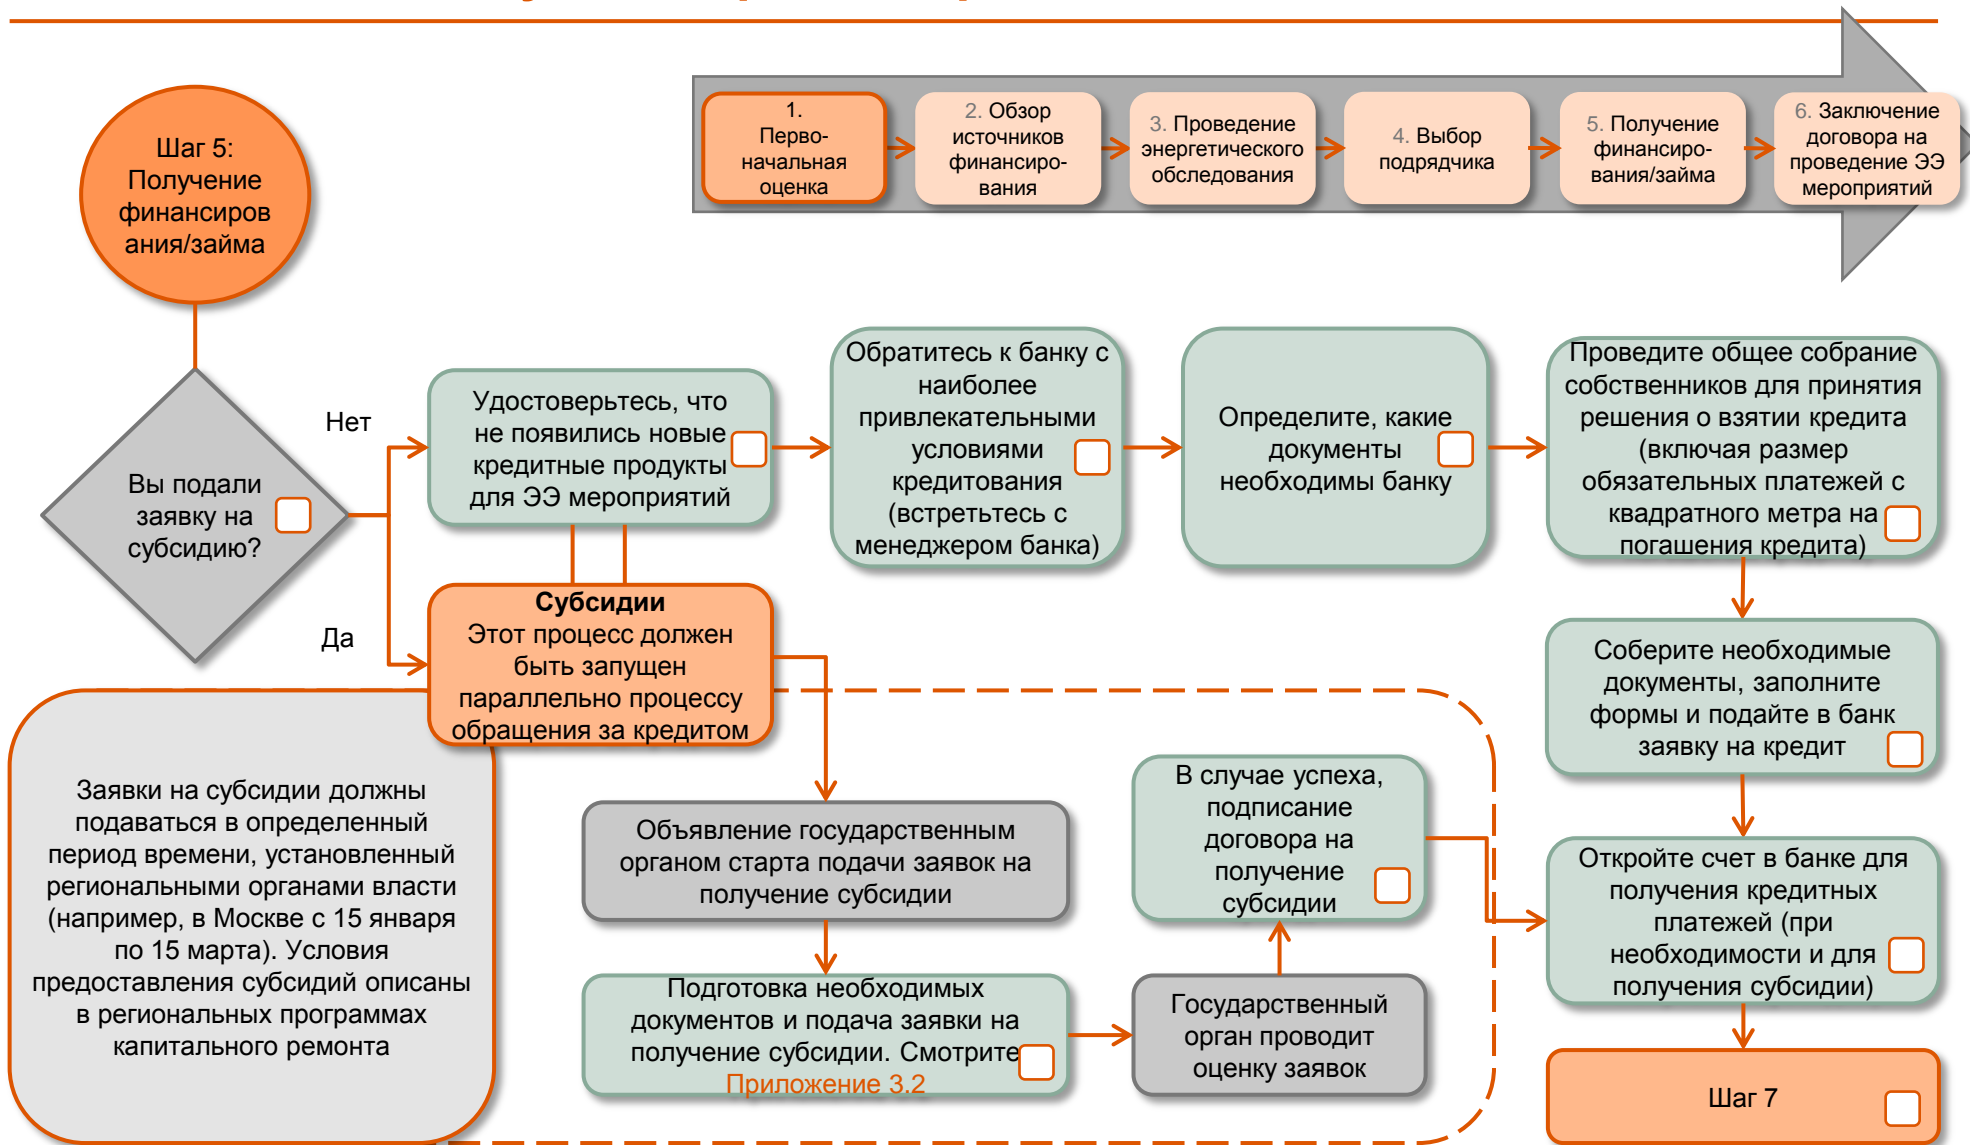 1.
Перво-
начальная
оценка
2. Обзор
источников
финансиро-
вания
3. Проведение
энергетического
обследования
4. Выбор
подрядчика
5. Получение
финансиро-
вания/займа
6. Заключение
договора на
проведение ЭЭ
мероприятий
Шаг 5:
Получение
финансиров
ания/займа
Вы подали
заявку на
субсидию?
Нет
Да
Удостоверьтесь, что
не появились новые
кредитные продукты
для ЭЭ мероприятий
Обратитесь к банку с
наиболее
привлекательными
условиями
кредитования
(встретьтесь с
менеджером банка)
Определите, какие
документы
необходимы банку
Проведите общее собрание
собственников для принятия
решения о взятии кредита
(включая размер
обязательных платежей с
квадратного метра на
погашения кредита)
Субсидии
Этот процесс должен
быть запущен
параллельно процессу
обращения за кредитом
Соберите необходимые
документы, заполните
формы и подайте в банк
заявку на кредит
Заявки на субсидии должны
подаваться в определенный
период времени, установленный
региональными органами власти
(например, в Москве с 15 января
по 15 марта). Условия
предоставления субсидий описаны
в региональных программах
капитального ремонта
Объявление государственным
органом старта подачи заявок на
получение субсидии
Подготовка необходимых
документов и подача заявки на
получение субсидии. Смотрите
Приложение 3.2
Государственный
орган проводит
оценку заявок
В случае успеха,
подписание
договора на
получение
субсидии
Откройте счет в банке для
получения кредитных
платежей (при
необходимости и для
получения субсидии)
Шаг 7